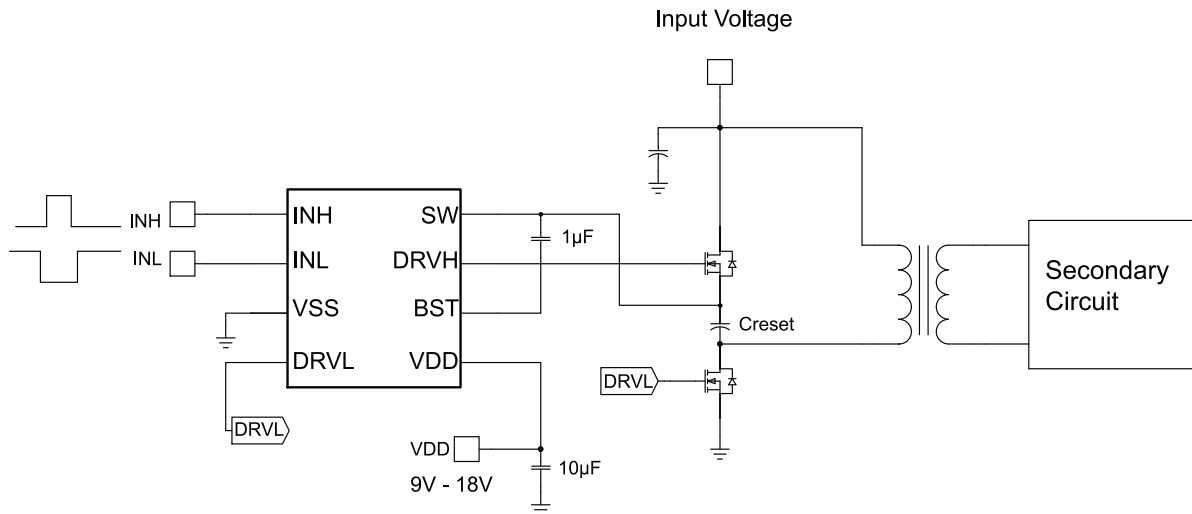 Input Voltage
INH
INH
SW
1µF
INL
INL
DRVH
VSS
BST
Creset
DRVL
VDD
DRVL
DRVL
VDD
9V - 18V
10µF
Secondary
Circuit